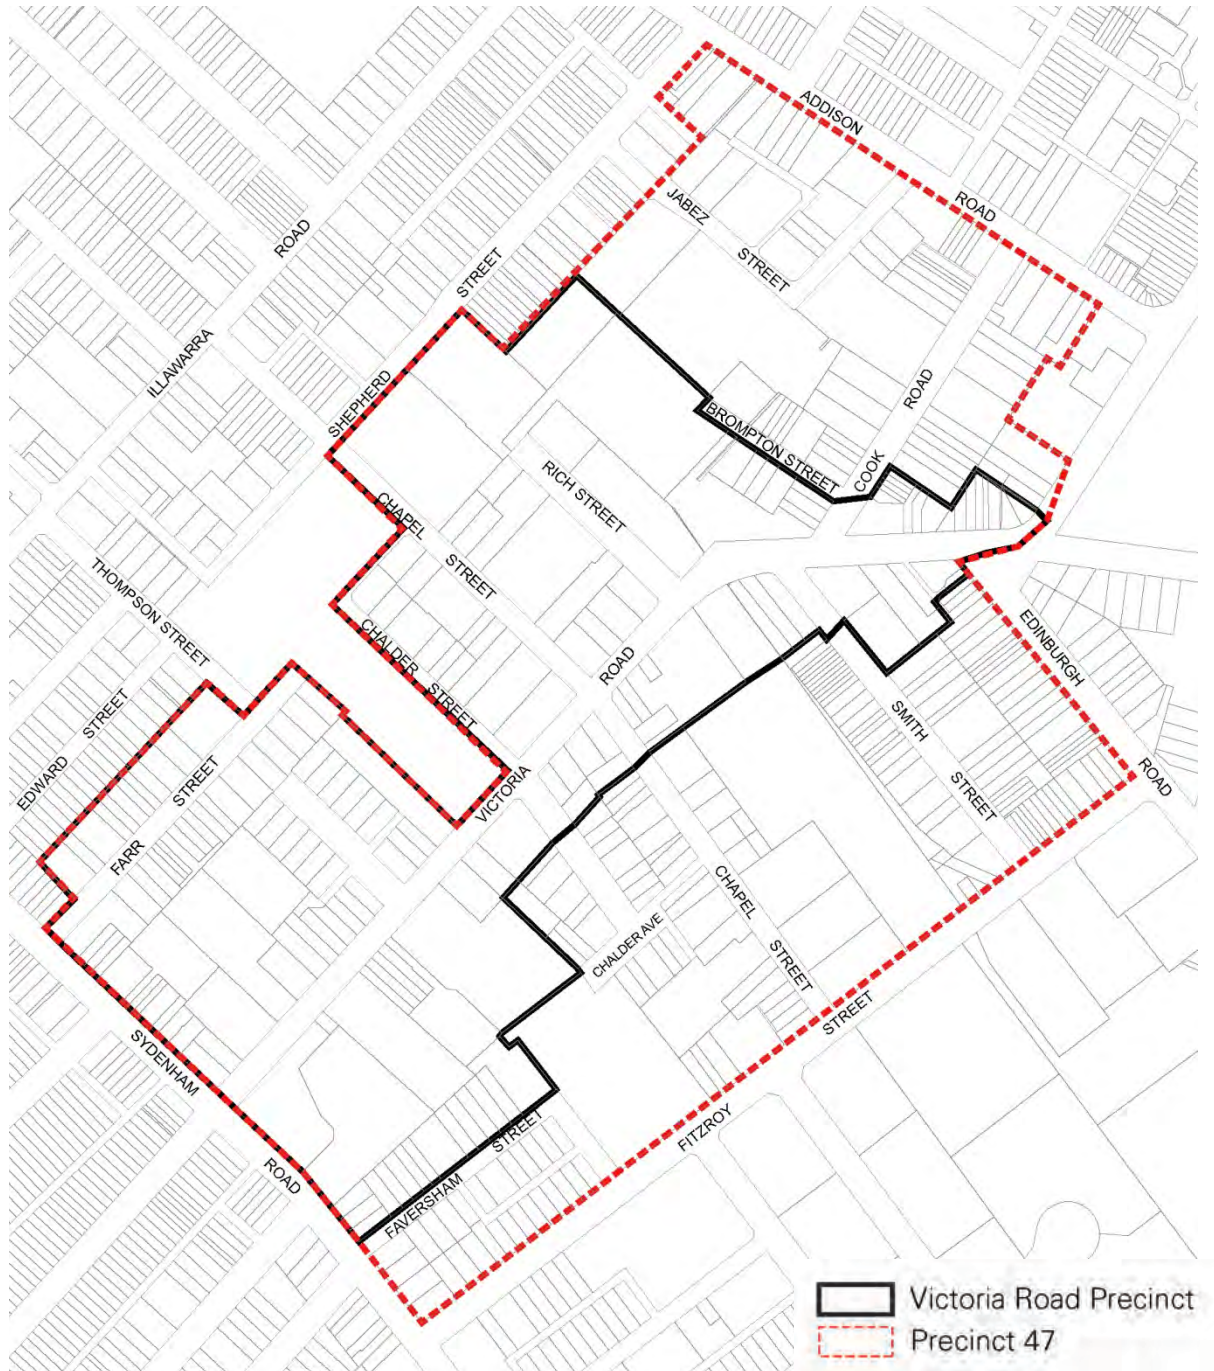 ADDISON
ROAD
JABEZ
STREET
ROAD
STREET
ILLAWARRA
SHEPHERD
BROMPTON STREET
COOK
ROAD
RICH STREET
CHAPEL
STREET
THOMPSON STREET
CHALDER
STREET
ROAD
VICTORIA
EDINBURGH
ROAD
SMITH
STREET
EDWARD
STREET
FARR
STREET
CHAPEL
STREET
CHALDER AVE
SYDENHAM
ROAD
FAVERSHAM
STREET
FITZROY
STREET
Victoria Road Precinct
Precinct 47